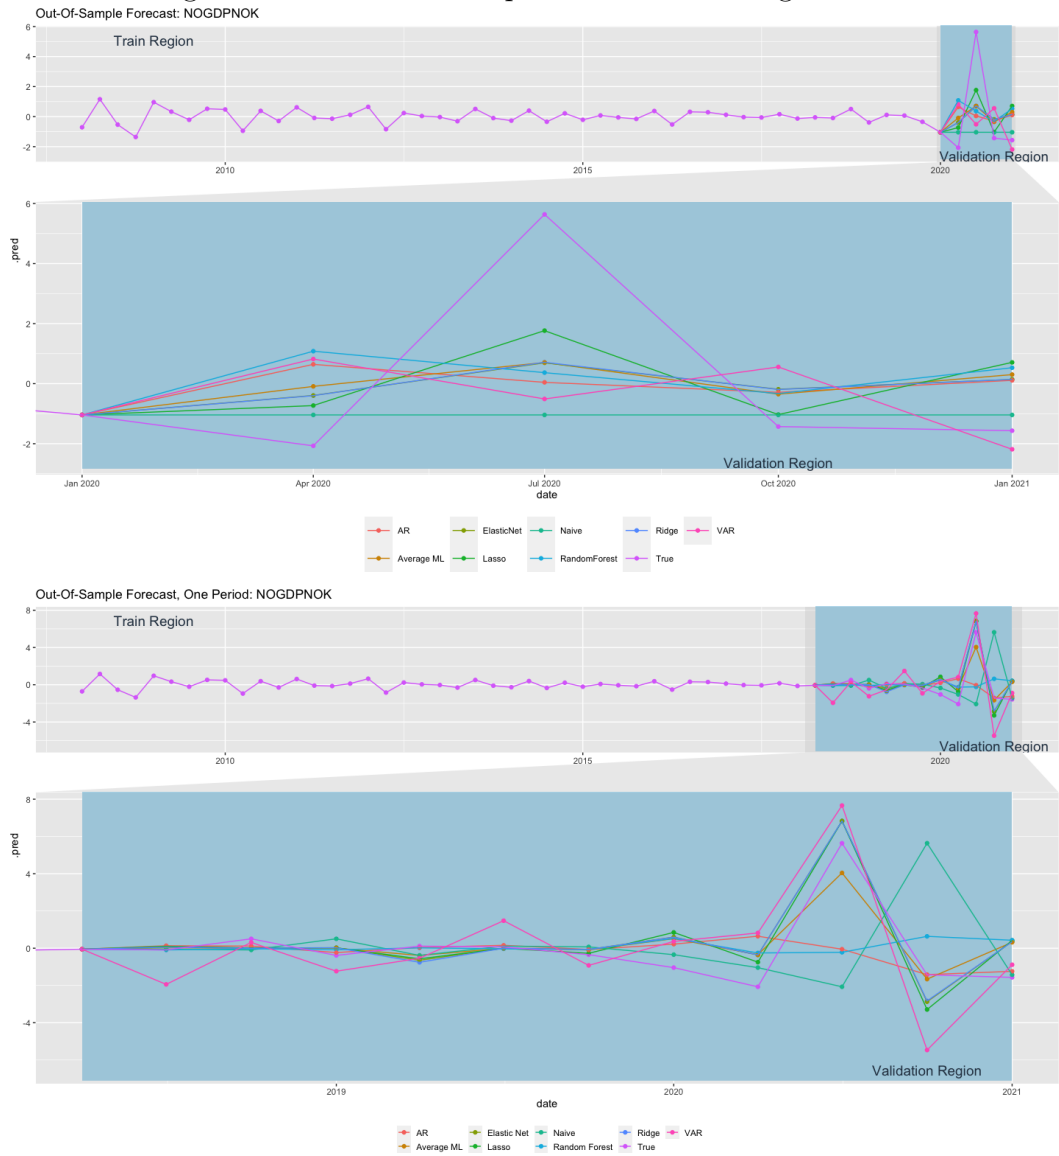 Out-Of-Sample Forecast: NOGDPNOK
6
Train Region
4
2
0
-2
Validation Region
2010 2015 2020
6
4
2
0
-2
.pred
Validation Region
Jan 2020 Apr 2020 Jul 2020 Oct 2020 Jan 2021
date
AR ElasticNet Naive Ridge VAR
Average ML Lasso RandomForest True
Out-Of-Sample Forecast, One Period: NOGDPNOK
8
Train Region
4
0
-4
Validation Region
2010 2015 2020
8
4
0
-4
.pred
Validation Region
2019 2020 2021
date
AR Elastic Net Naive Ridge VAR
Average ML Lasso Random Forest True